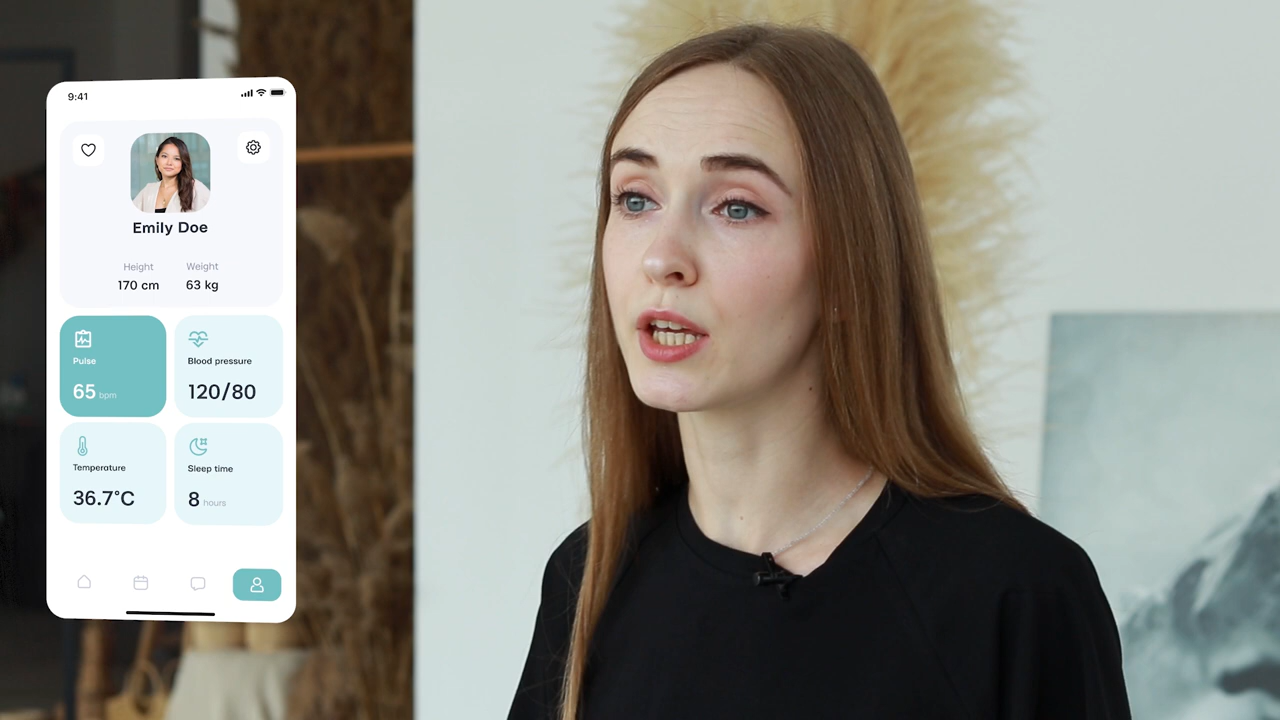 9:41
Emily Doe
Height Weight
170 cm 63 kg
Pulse Blood pressure
65 bpm 120/80
Temperature Sleep time
36.7°C 8 hours